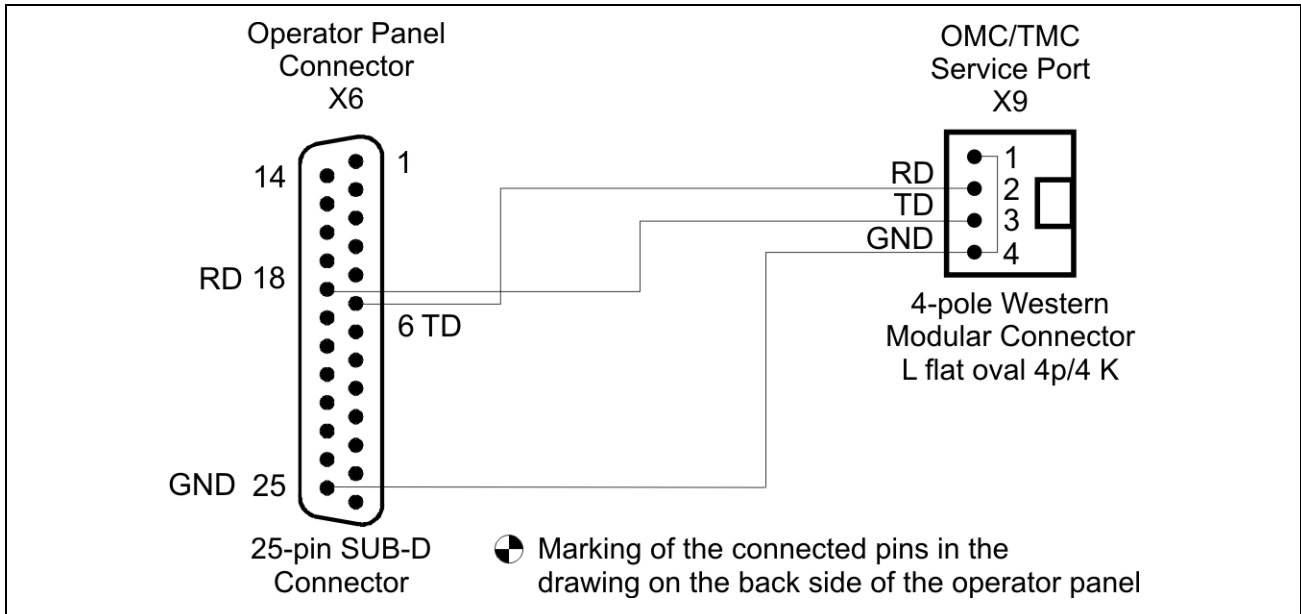 Operator Panel
Connector
X6
OMC/TMC
Service Port
X9
14
1
RD
1
2
TD
3
GND
4
RD 18
6 TD
4-pole Western
Modular Connector
L flat oval 4p/4 K
GND 25
25-pin SUB-D
Connector
Marking of the connected pins in the
drawing on the back side of the operator panel